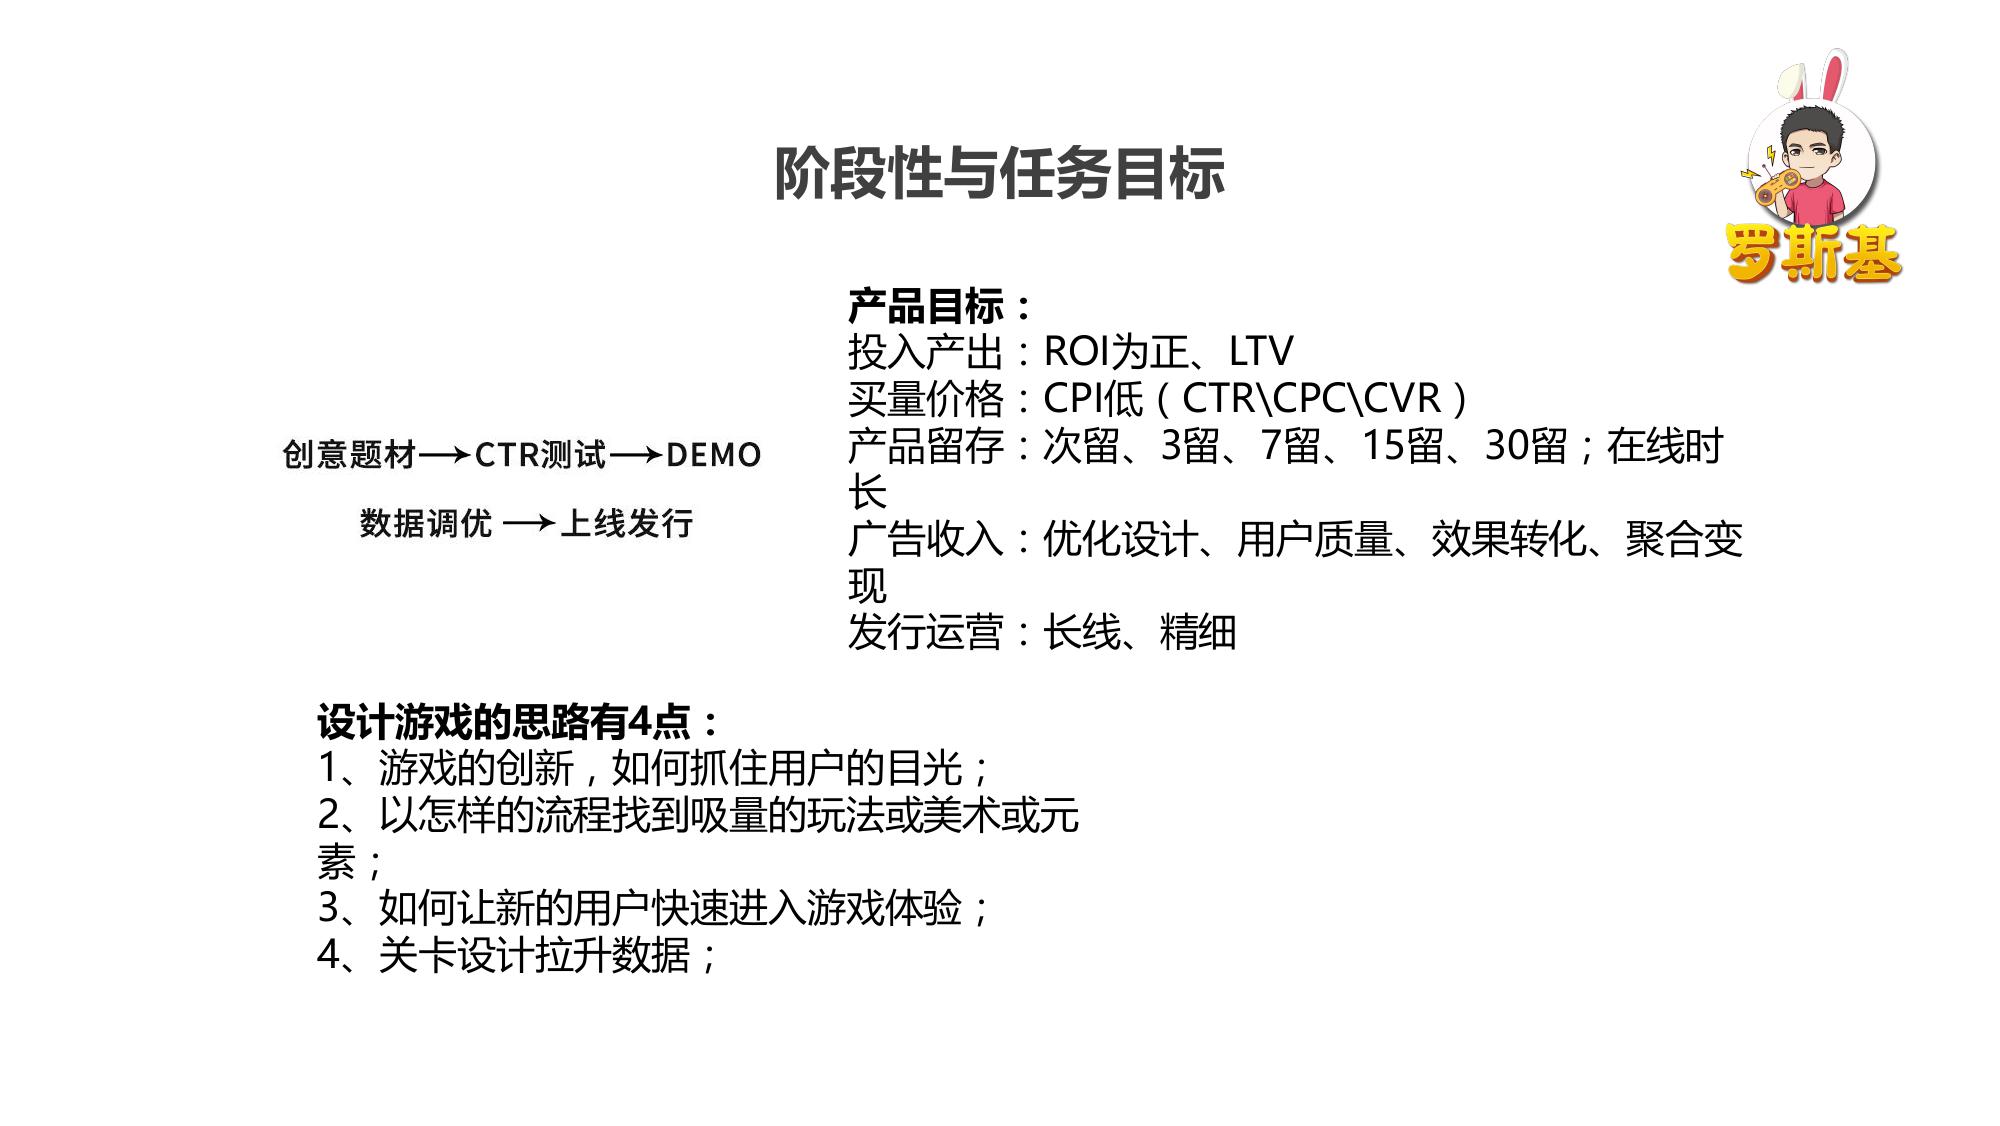 阶段性与任务目标
罗斯基
产品目标：
投入产出：ROI为正、LTV
买量价格：CPI低（CTR\CPC\CVR）
产品留存：次留、3留、7留、15留、30留；在线时
长
广告收入：优化设计、用户质量、效果转化、聚合变
现
发行运营：长线、精细
创意题材→CTR测试→DEMO
数据调优→上线发行
设计游戏的思路有4点：
1、游戏的创新，如何抓住用户的目光；
2、以怎样的流程找到吸量的玩法或美术或元
素；
3、如何让新的用户快速进入游戏体验；
4、关卡设计拉升数据；